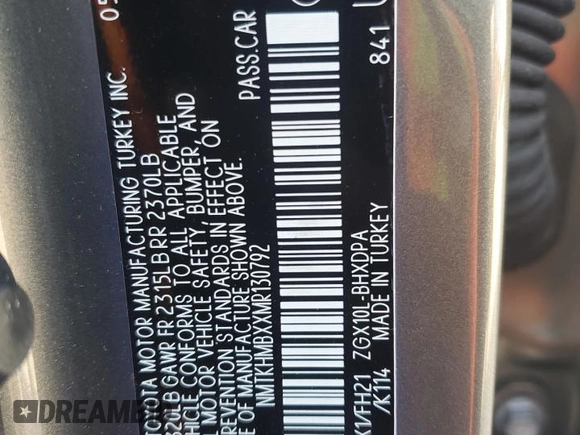 05
TOYOTA MOTOR MANUFACTURING TURKEY INC.
GAWR FR 2315LB RR 2370LB
CONFORMS TO ALL APPLICABLE
MOTOR VEHICLE SAFETY, BUMPER, AND
PREVENTION STANDARDS IN EFFECT ON
OF MANUFACTURE SHOWN ABOVE.
NMTKHMBXXMR130792 PASS.CAR
ZGX10L-BHXDPA 841
/K114 MADE IN TURKEY
DREAMERS